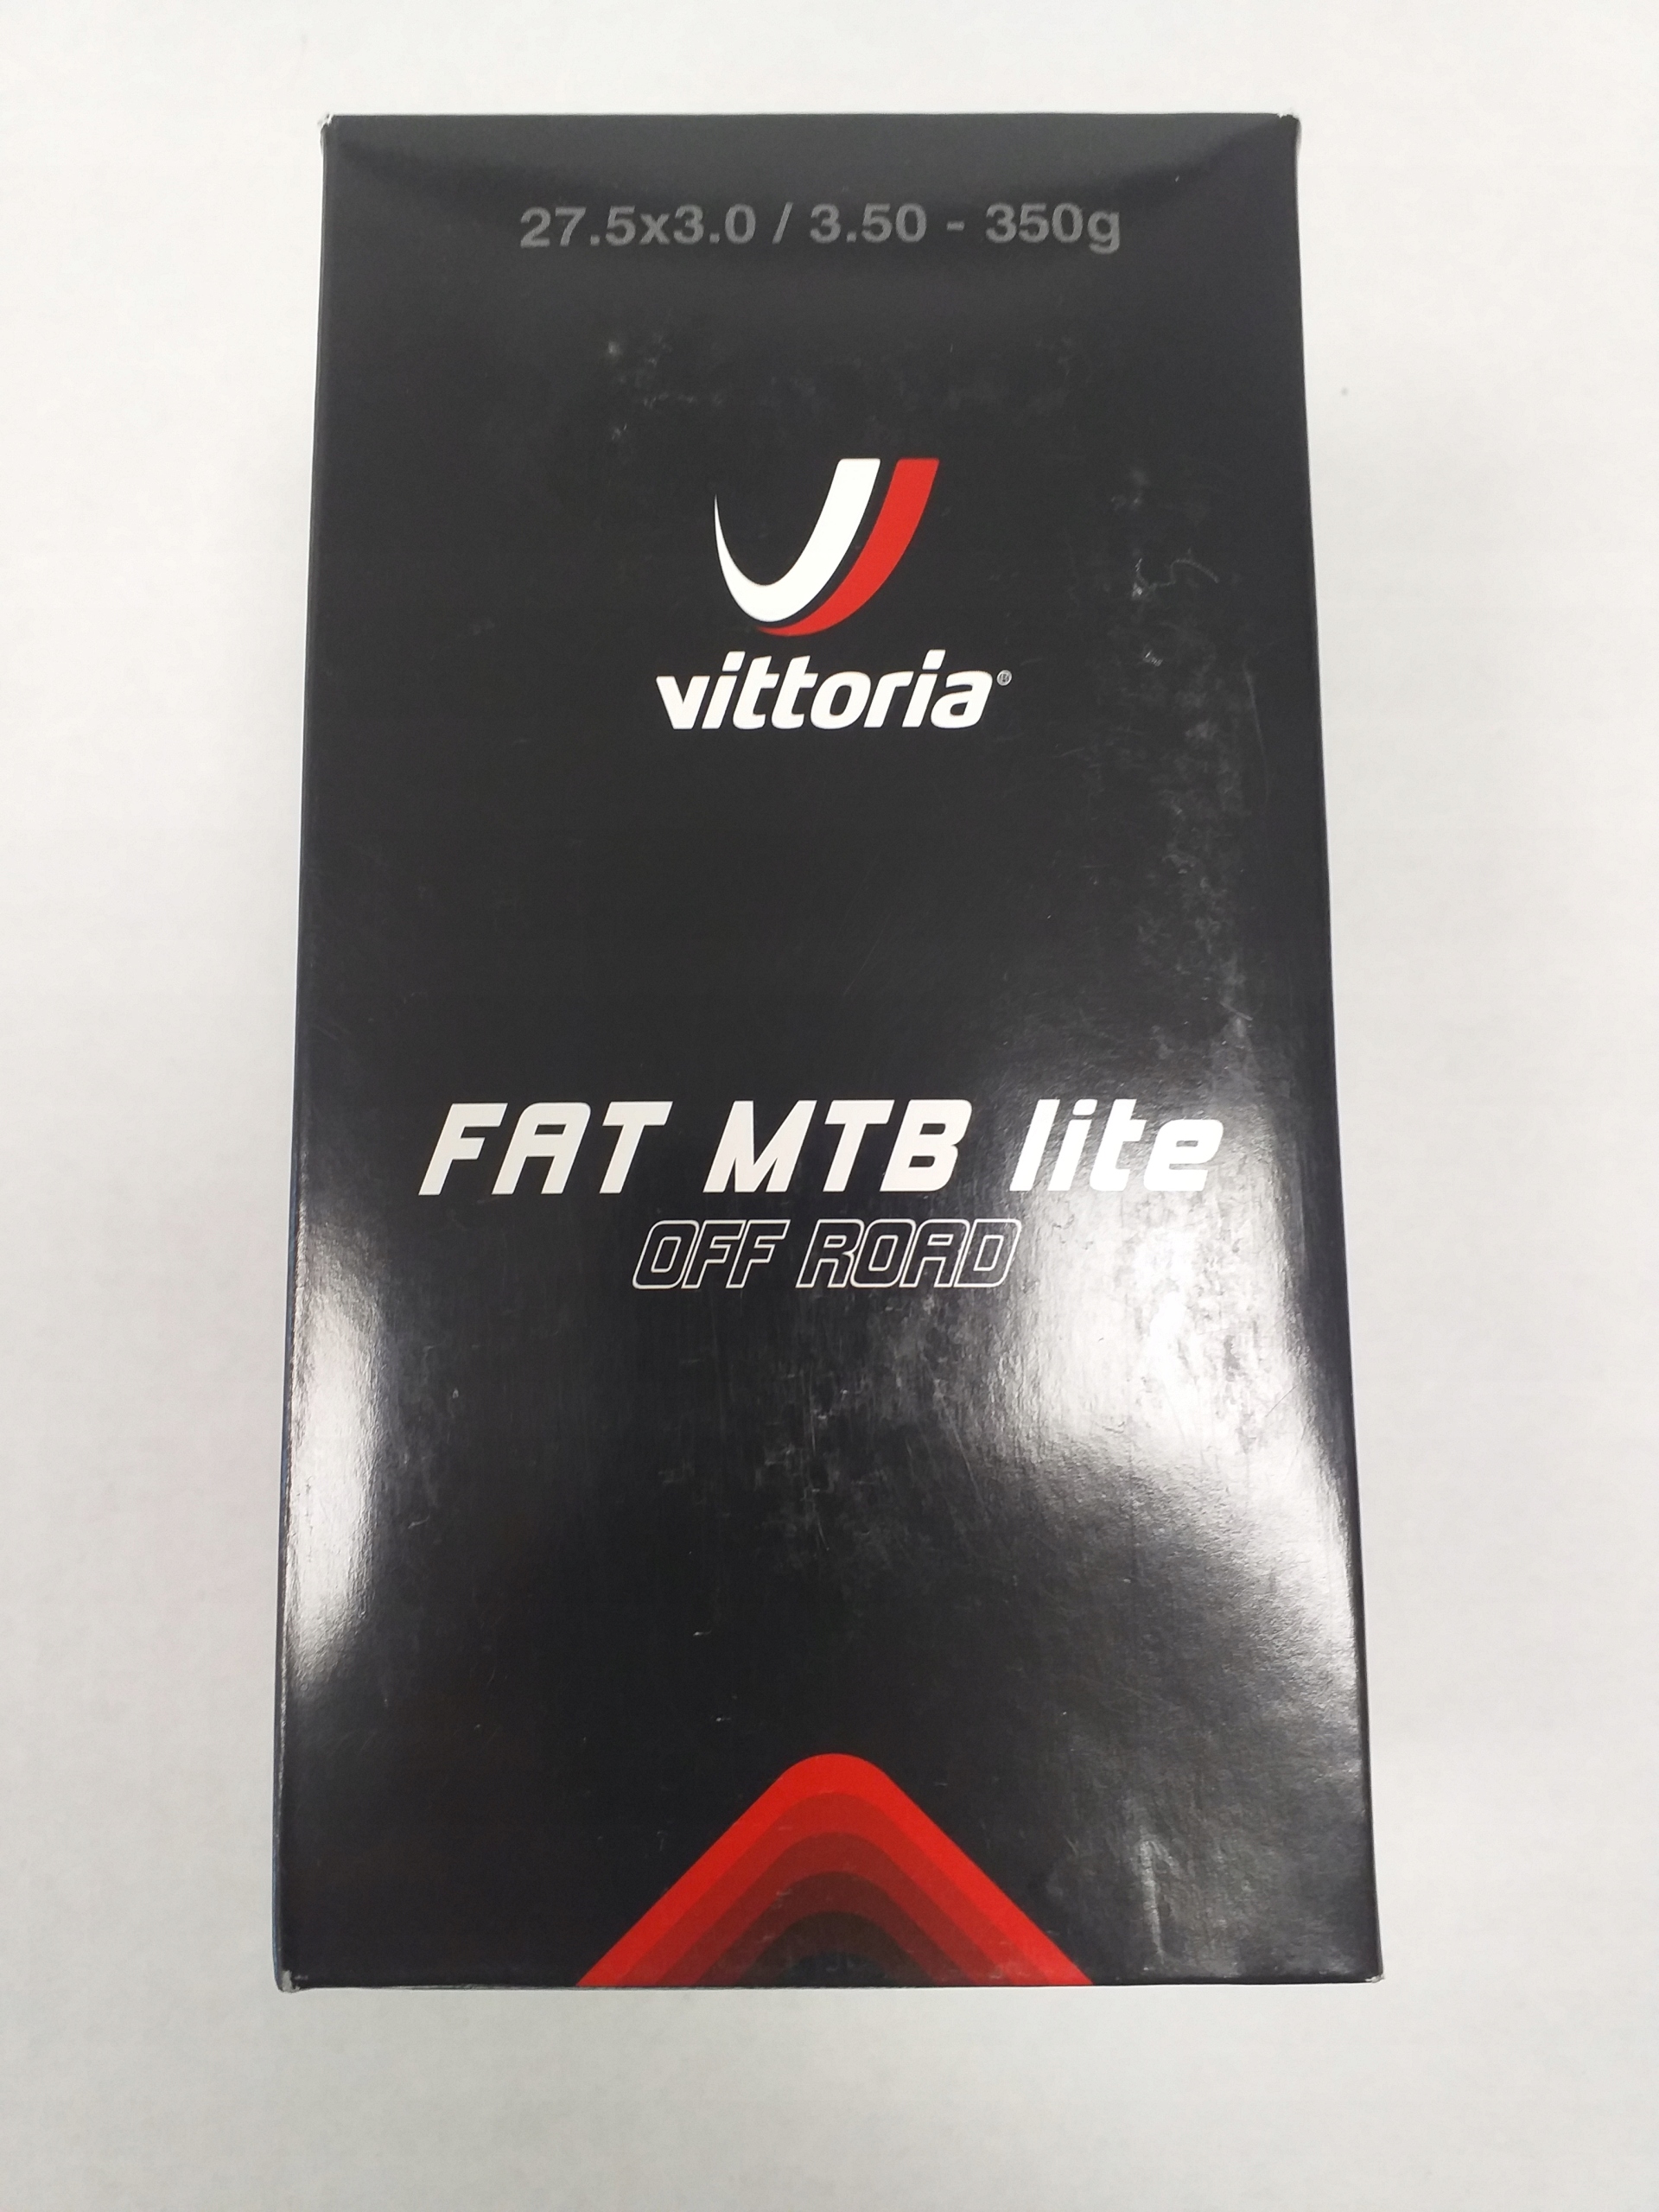 27.5x3.0 / 3.50 - 350g
vittoria®
FAT MTB lite
OFF ROAD